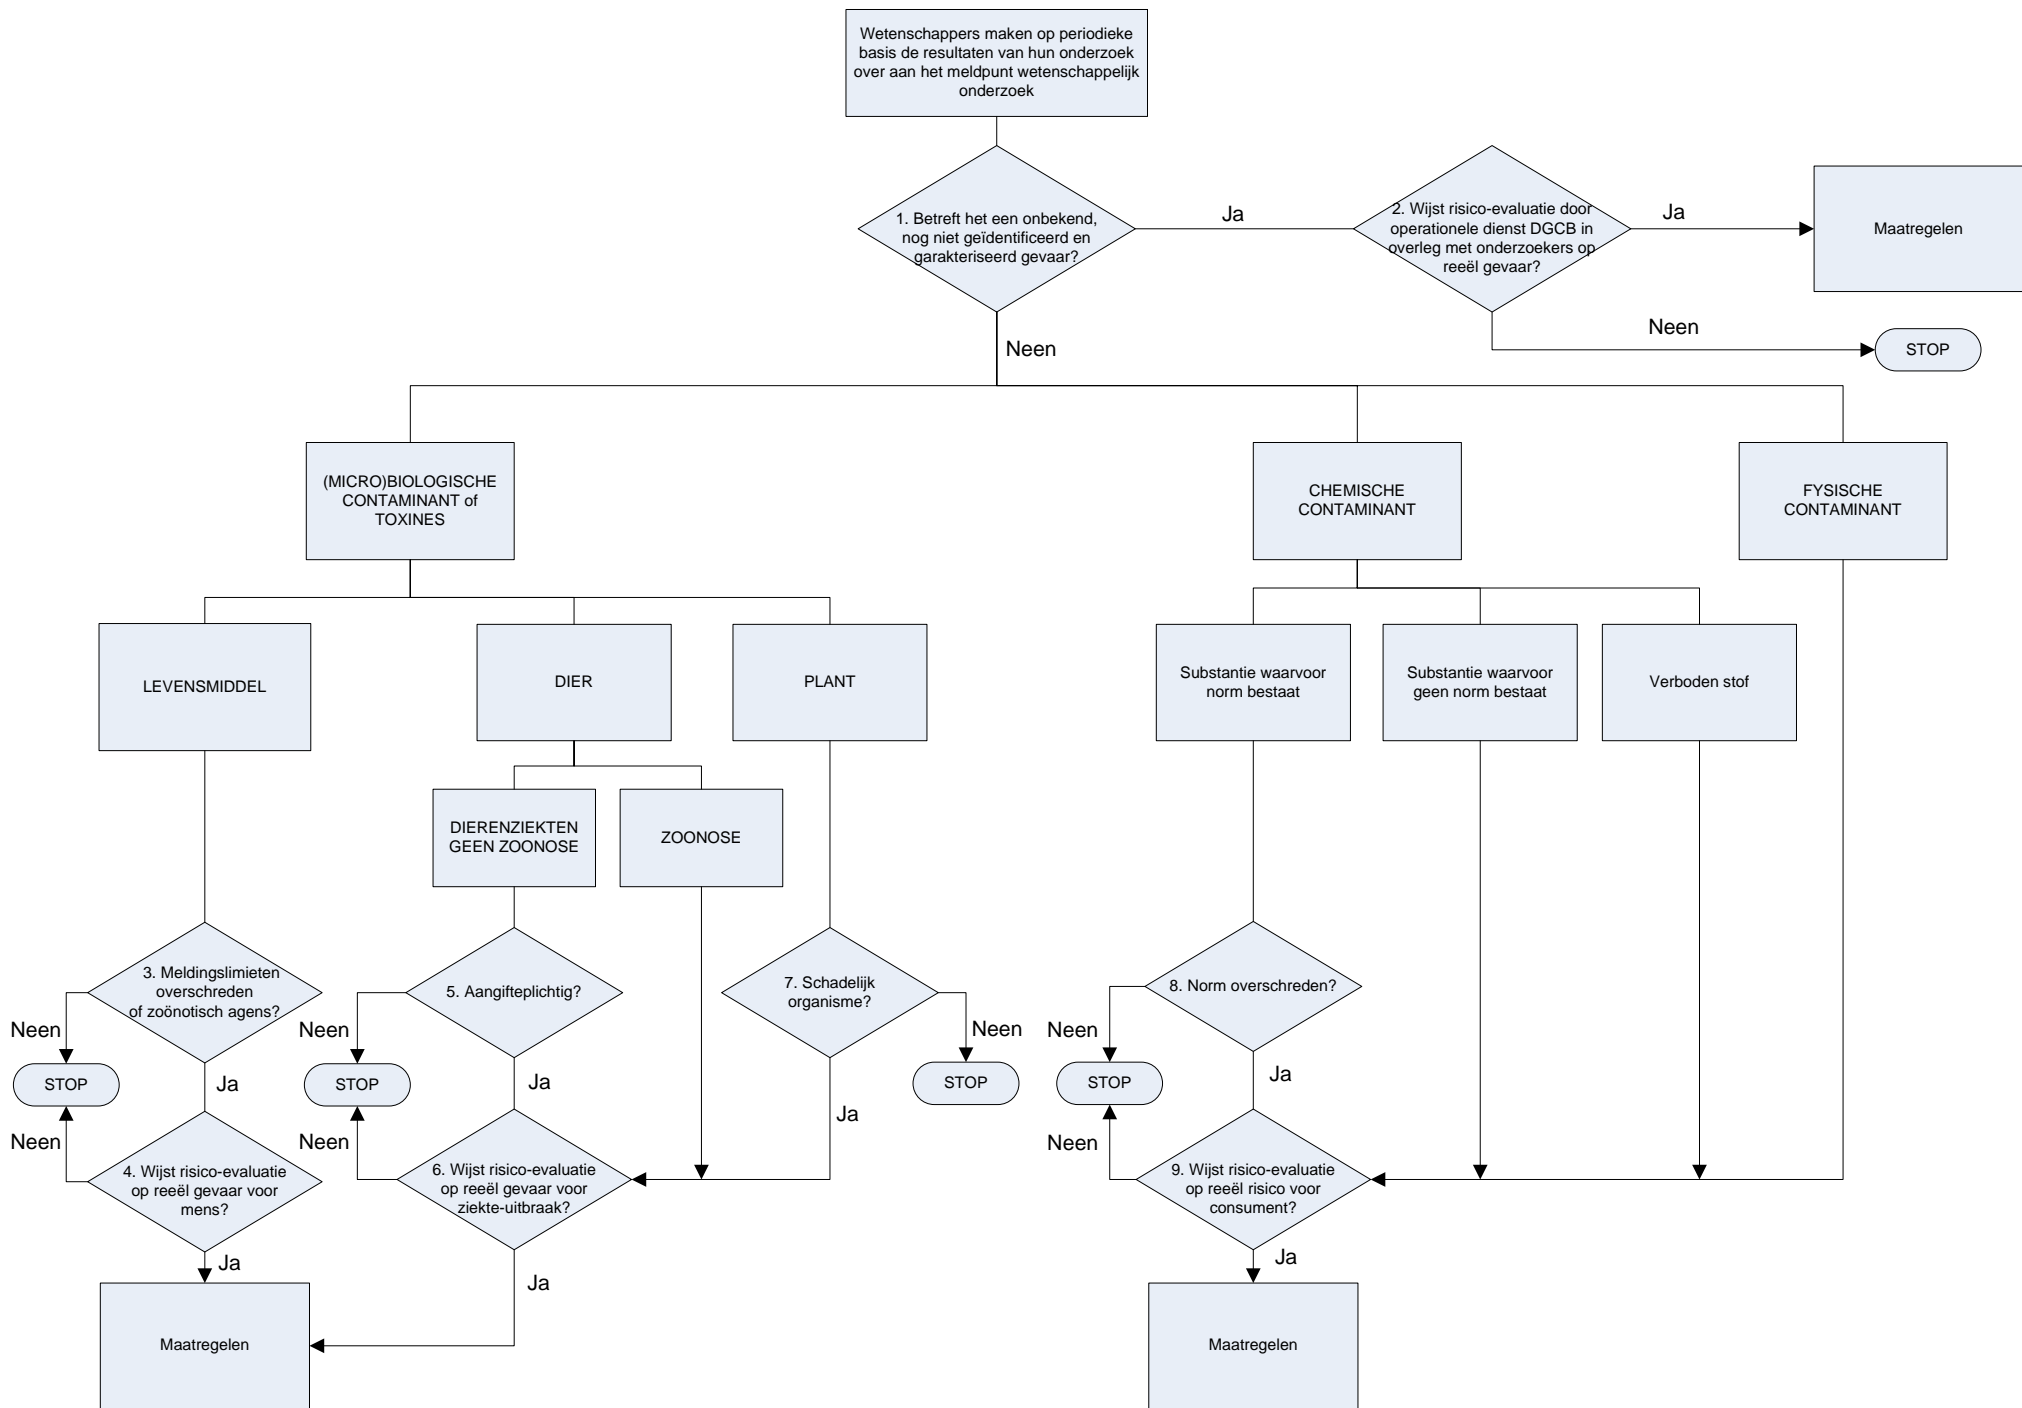 Wetenschappers maken op periodieke
basis de resultaten van hun onderzoek
over aan het meldpunt wetenschappelijk
onderzoek
1. Betreft het een onbekend,
nog niet geïdentificeerd en
garakteriseerd gevaar?
Ja
2. Wijst risico-evaluatie door
operationele dienst DGCB in
overleg met onderzoekers op
reeël gevaar?
Ja
Maatregelen
Neen
STOP
Neen
(MICRO)BIOLOGISCHE
CONTAMINANT of
TOXINES
CHEMISCHE
CONTAMINANT
FYSISCHE
CONTAMINANT
LEVENSMIDDEL
DIER
PLANT
Substantie waarvoor
norm bestaat
Substantie waarvoor
geen norm bestaat
Verboden stof
DIERENZIEKTEN
GEEN ZOONOSE
ZOONOSE
3. Meldingslimieten
overschreden
of zoönotisch agens?
5. Aangifteplichtig?
7. Schadelijk
organisme?
8. Norm overschreden?
Neen
Neen
Neen
Neen
STOP
Ja
STOP
Ja
STOP
Ja
STOP
Ja
Neen
Neen
Neen
4. Wijst risico-evaluatie
op reeël gevaar voor
mens?
6. Wijst risico-evaluatie
op reeël gevaar voor
ziekte-uitbraak?
9. Wijst risico-evaluatie
op reeël risico voor
consument?
Ja
Ja
Ja
Maatregelen
Maatregelen